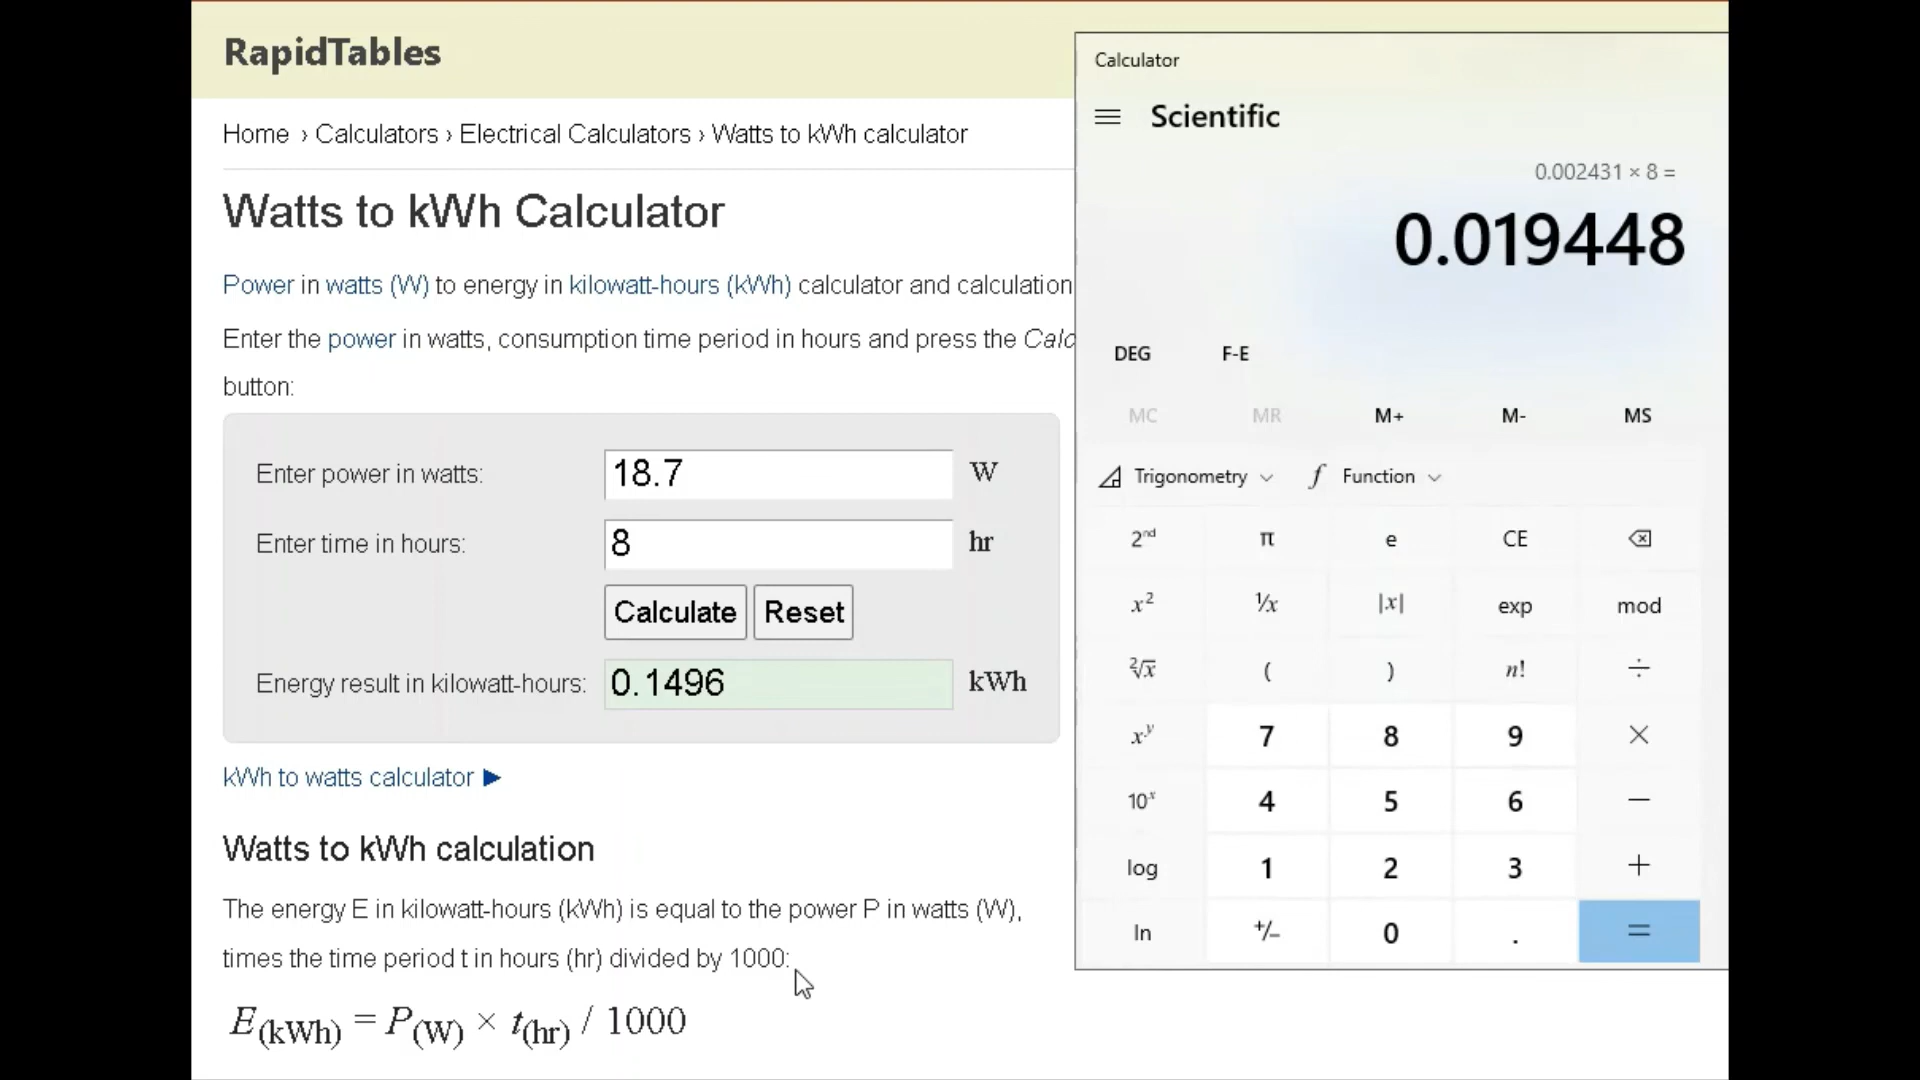 RapidTables
Home › Calculators › Electrical Calculators › Watts to kWh calculator
Watts to kWh Calculator
Power in watts (W) to energy in kilowatt-hours (kWh) calculator and calculation
Enter the power in watts, consumption time period in hours and press the Calc
button:
Enter power in watts: 18.7 W
Enter time in hours: 8 hr
Calculate Reset
Energy result in kilowatt-hours: 0.1496 kWh
kWh to watts calculator ►
Watts to kWh calculation
The energy E in kilowatt-hours (kWh) is equal to the power P in watts (W),
times the time period t in hours (hr) divided by 1000:
E(kWh) = P(W) × t(hr) / 1000
Calculator
Scientific
0.002431 × 8 =
0.019448
DEG F-E
MC MR M+ M- MS
Trigonometry f Function
2nd π e CE
x² ¹/x |x| exp mod
²√x ( ) n! ÷
xʸ 7 8 9 ×
10ˣ 4 5 6 −
log 1 2 3 +
ln +/− 0 . =